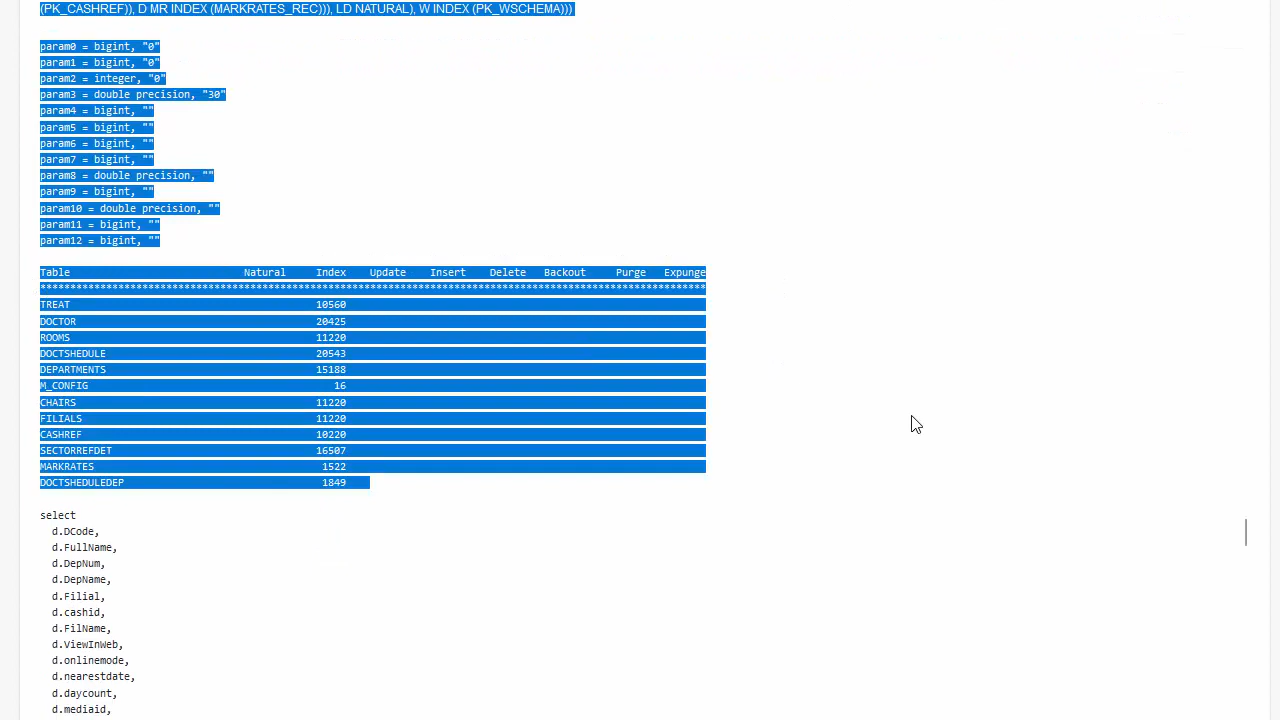 (PK_CASHREF)), D MR INDEX (MARKRATES_REC))), LD NATURAL), W INDEX (PK_WSCHEMA)))
param0 = bigint, "0"
param1 = bigint, "0"
param2 = integer, "0"
param3 = double precision, "30"
param4 = bigint, ""
param5 = bigint, ""
param6 = bigint, ""
param7 = bigint, ""
param8 = double precision, ""
param9 = bigint, ""
param10 = double precision, ""
param11 = bigint, ""
param12 = bigint, ""
Table Natural Index Update Insert Delete Backout Purge Expunge
***************************************************************************************************************
TREAT 10560
DOCTOR 20425
ROOMS 11220
DOCTSHEDULE 20543
DEPARTMENTS 15188
M_CONFIG 16
CHAIRS 11220
FILIALS 11220
CASHREF 10220
SECTORREFDET 16507
MARKRATES 1522
DOCTSHEDULEDEP 1849
select
d.DCode,
d.FullName,
d.DepNum,
d.DepName,
d.Filial,
d.cashid,
d.FilName,
d.ViewInWeb,
d.onlinemode,
d.nearestdate,
d.daycount,
d.mediaid,